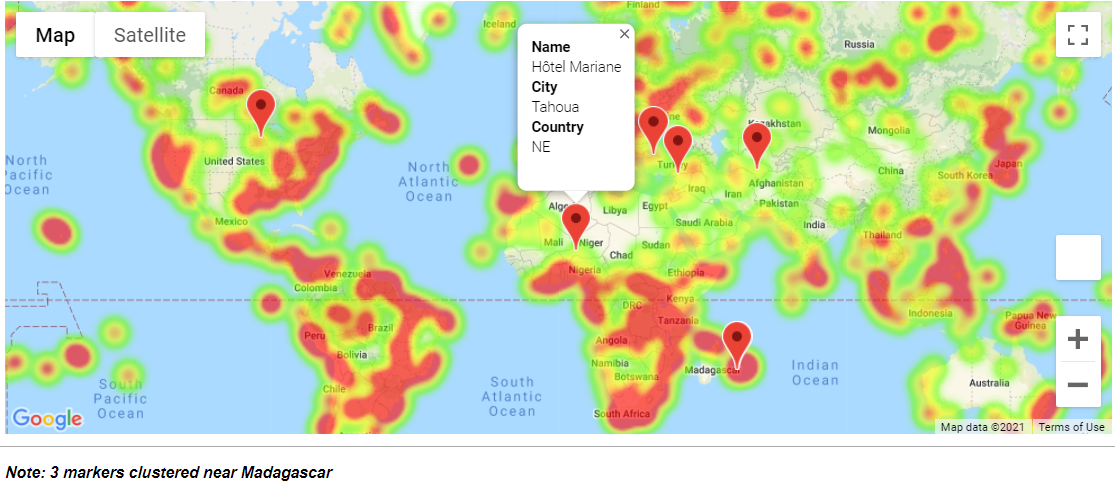 Map
Satellite
Name
Hôtel Mariane
City
Tahoua
Country
NE
Iceland
Finland
Russia
Canada
North
Pacific
Ocean
United States
North
Atlantic
Ocean
Kazakhstan
Mongolia
Turkey
Afghanistan
China
Japan
South Korea
Iraq
Iran
Pakistan
Mexico
Libya
Egypt
Saudi Arabia
India
Thailand
Mali
Niger
Chad
Sudan
Nigeria
Ethiopia
Venezuela
Colombia
DRC
Kenya
Tanzania
Indonesia
Papua New
Guinea
Peru
Brazil
Bolivia
Angola
Namibia
Botswana
Madagascar
Indian
Ocean
Australia
Chile
South
Pacific
Ocean
South
Atlantic
Ocean
South Africa
Google
Map data ©2021
Terms of Use
Note: 3 markers clustered near Madagascar